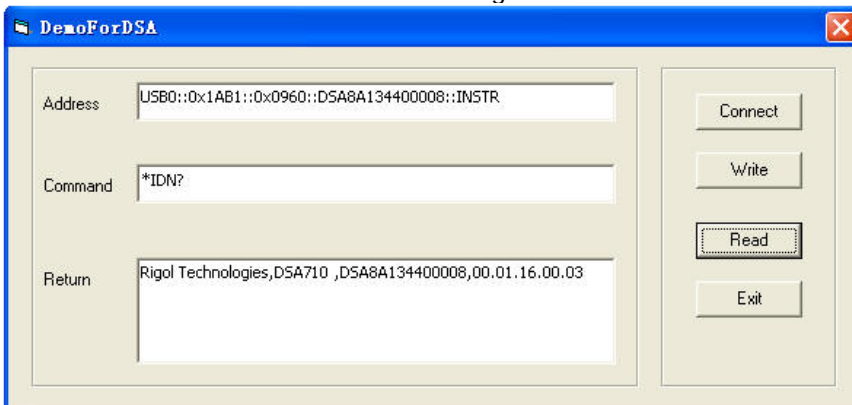 DemoForDSA
Address
USB0::0x1AB1::0x0960::DSA8A134400008::INSTR
Connect
Command
*IDN?
Write
Read
Return
Rigol Technologies,DSA710 ,DSA8A134400008,00.01.16.00.03
Exit